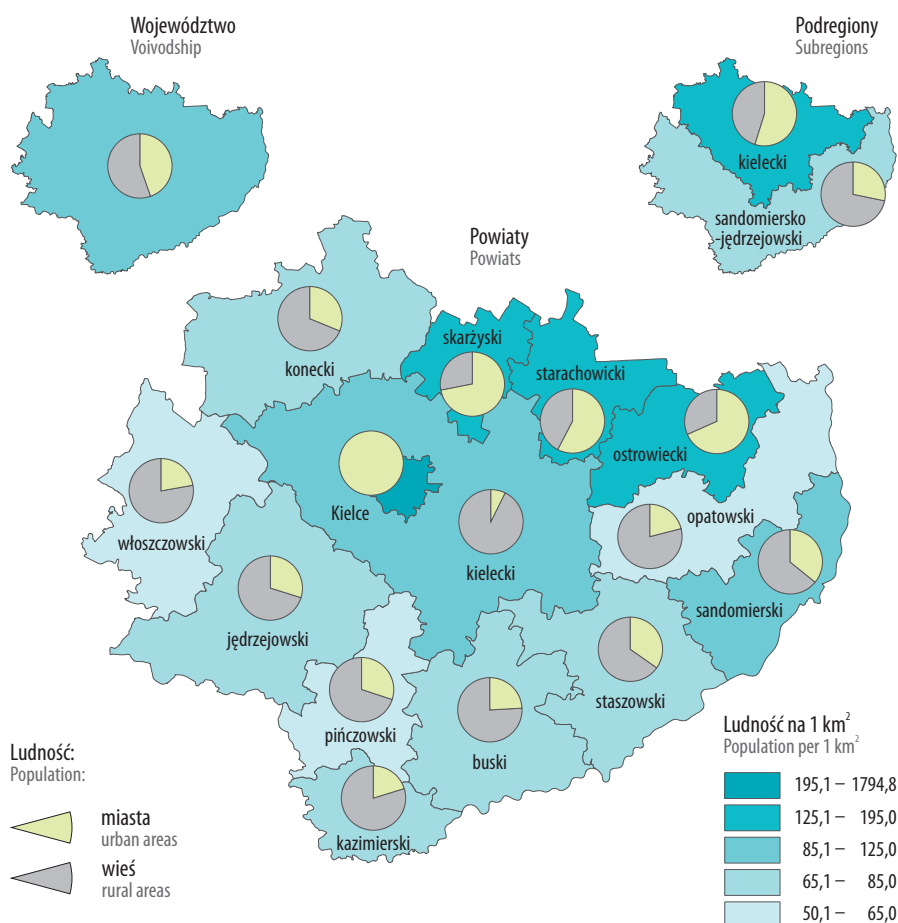 Województwo
Voivodship
Podregiony
Subregions
kielecki
sandomiersko
-jędrzejowski
Powiaty
Powiats
skarżyski
konecki
starachowicki
ostrowiecki
Kielce
opatowski
włoszczowski
kielecki
sandomierski
jędrzejowski
staszowski
pińczowski
buski
kazimierski
Ludność:
Population:
miasta
urban areas
wieś
rural areas
Ludność na 1 km²
Population per 1 km²
195,1 – 1794,8
125,1 – 195,0
85,1 – 125,0
65,1 – 85,0
50,1 – 65,0